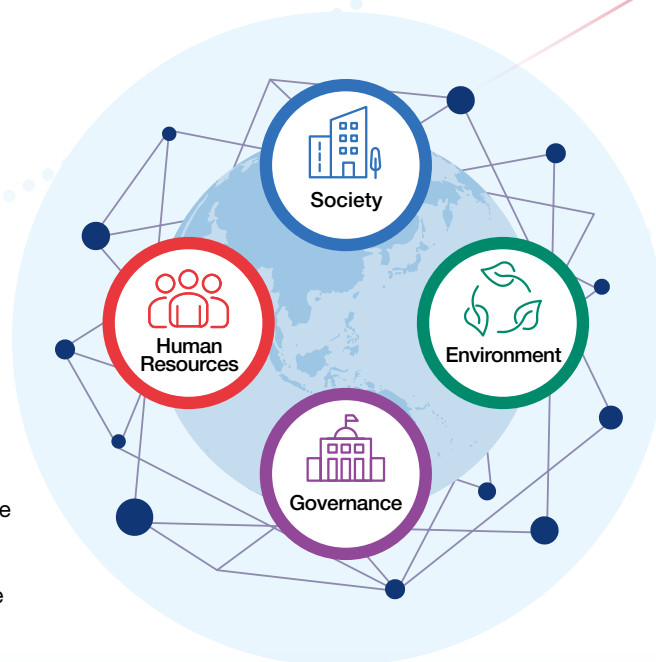 Society
Human
Resources
Environment
Governance
e
e